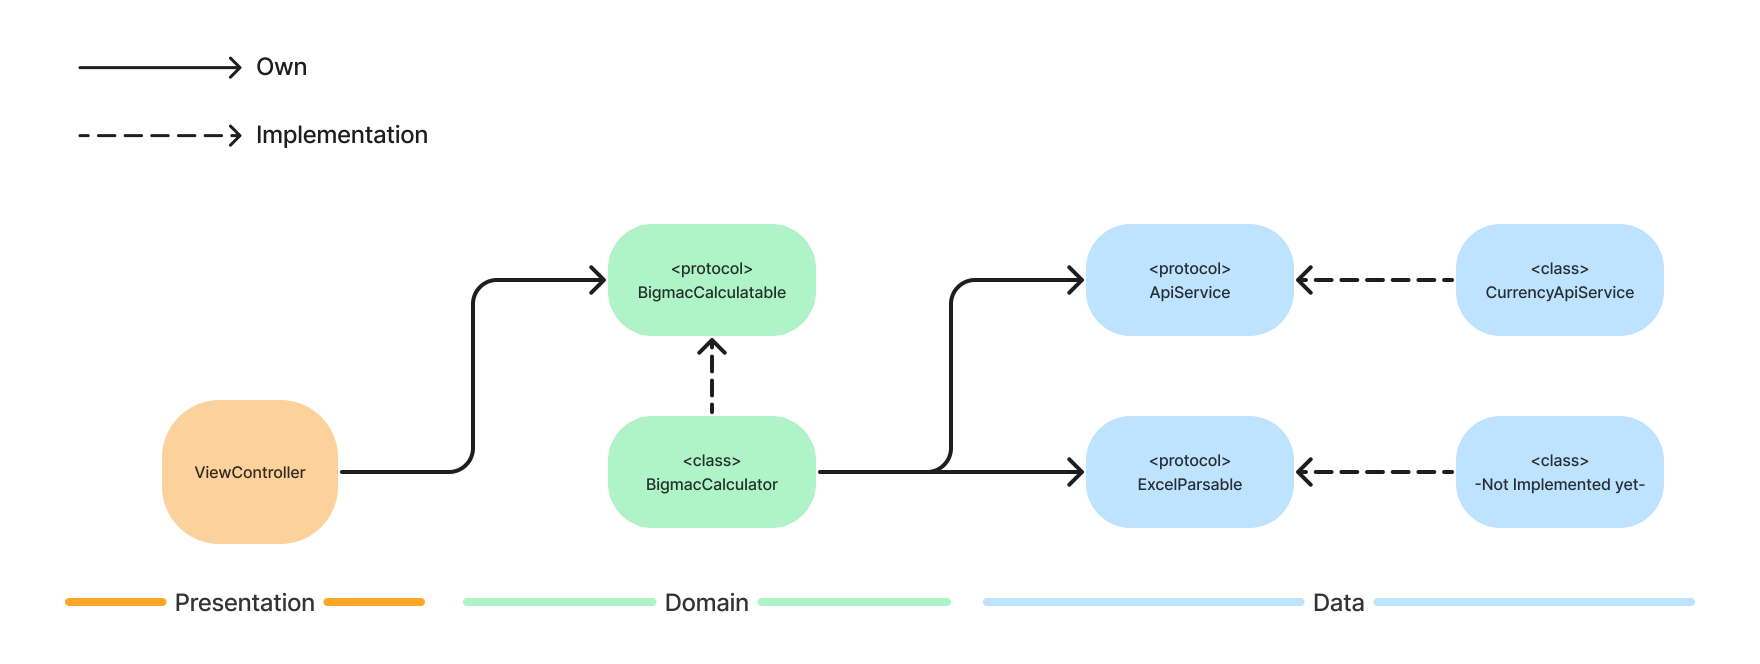 Own
Implementation
<protocol>
BigmacCalculatable
<protocol>
ApiService
<class>
CurrencyApiService
ViewController
<class>
BigmacCalculator
<protocol>
ExcelParsable
<class>
-Not Implemented yet-
Presentation
Domain
Data